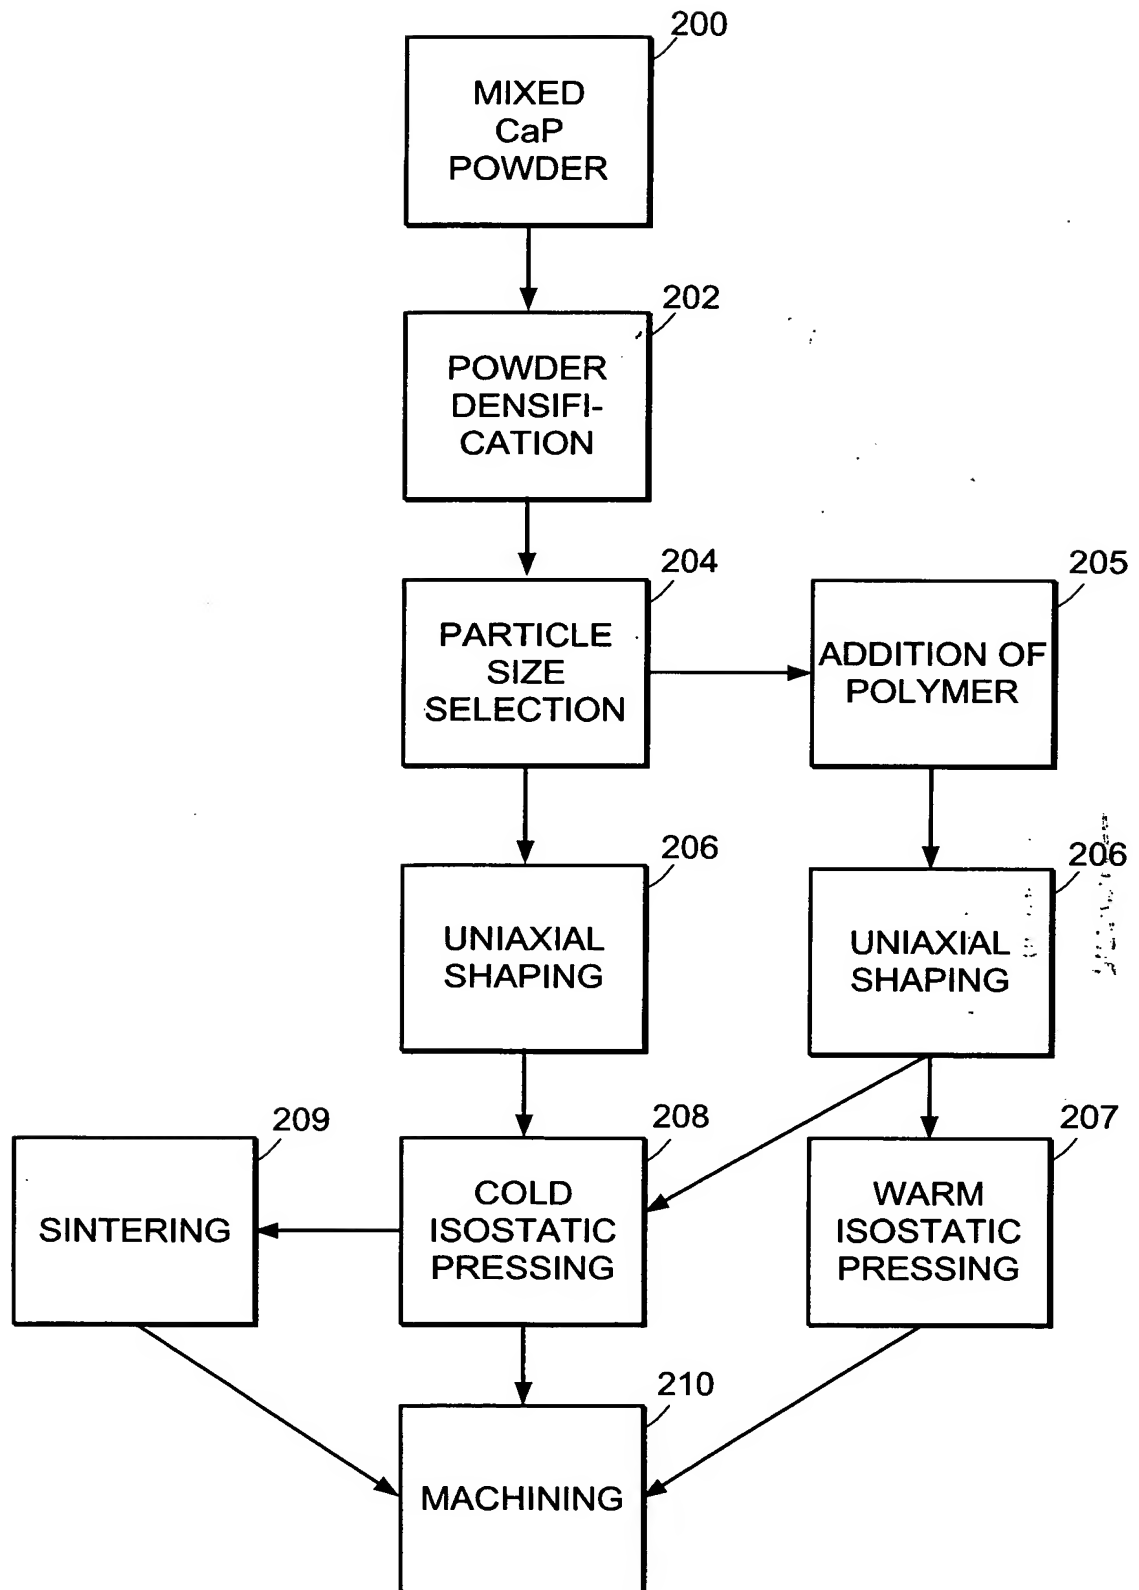 200
MIXED
CaP
POWDER
202
POWDER
DENSIFI-
CATION
204
PARTICLE
SIZE
SELECTION
205
ADDITION OF
POLYMER
206
UNIAXIAL
SHAPING
206
UNIAXIAL
SHAPING
209
SINTERING
208
COLD
ISOSTATIC
PRESSING
207
WARM
ISOSTATIC
PRESSING
210
MACHINING